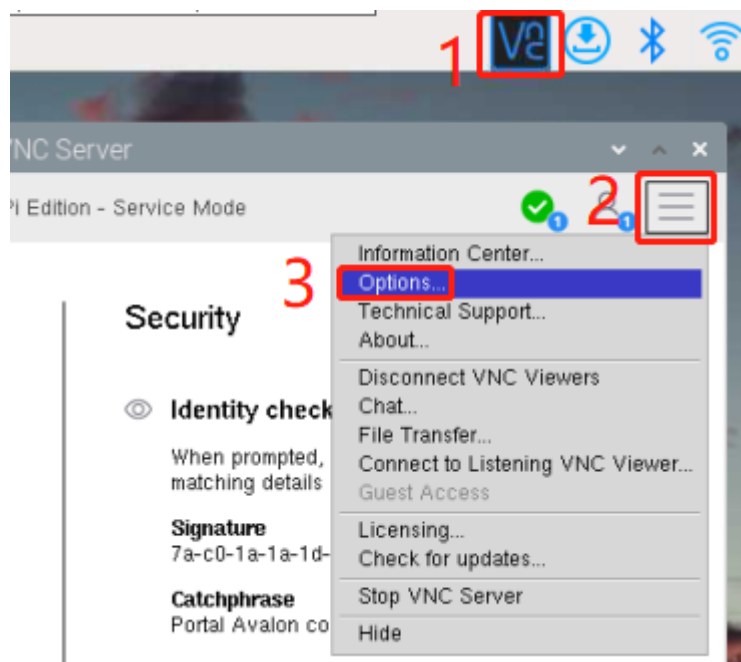 1
VNC Server
Pi Edition - Service Mode
1
2
1
Information Center...
3
Options...
Technical Support...
About...
Disconnect VNC Viewers
Chat...
File Transfer...
Connect to Listening VNC Viewer...
Guest Access
Licensing...
Check for updates...
Stop VNC Server
Hide
Security
Identity check
When prompted,
matching details
Signature
7a-c0-1a-1a-1d-
Catchphrase
Portal Avalon co